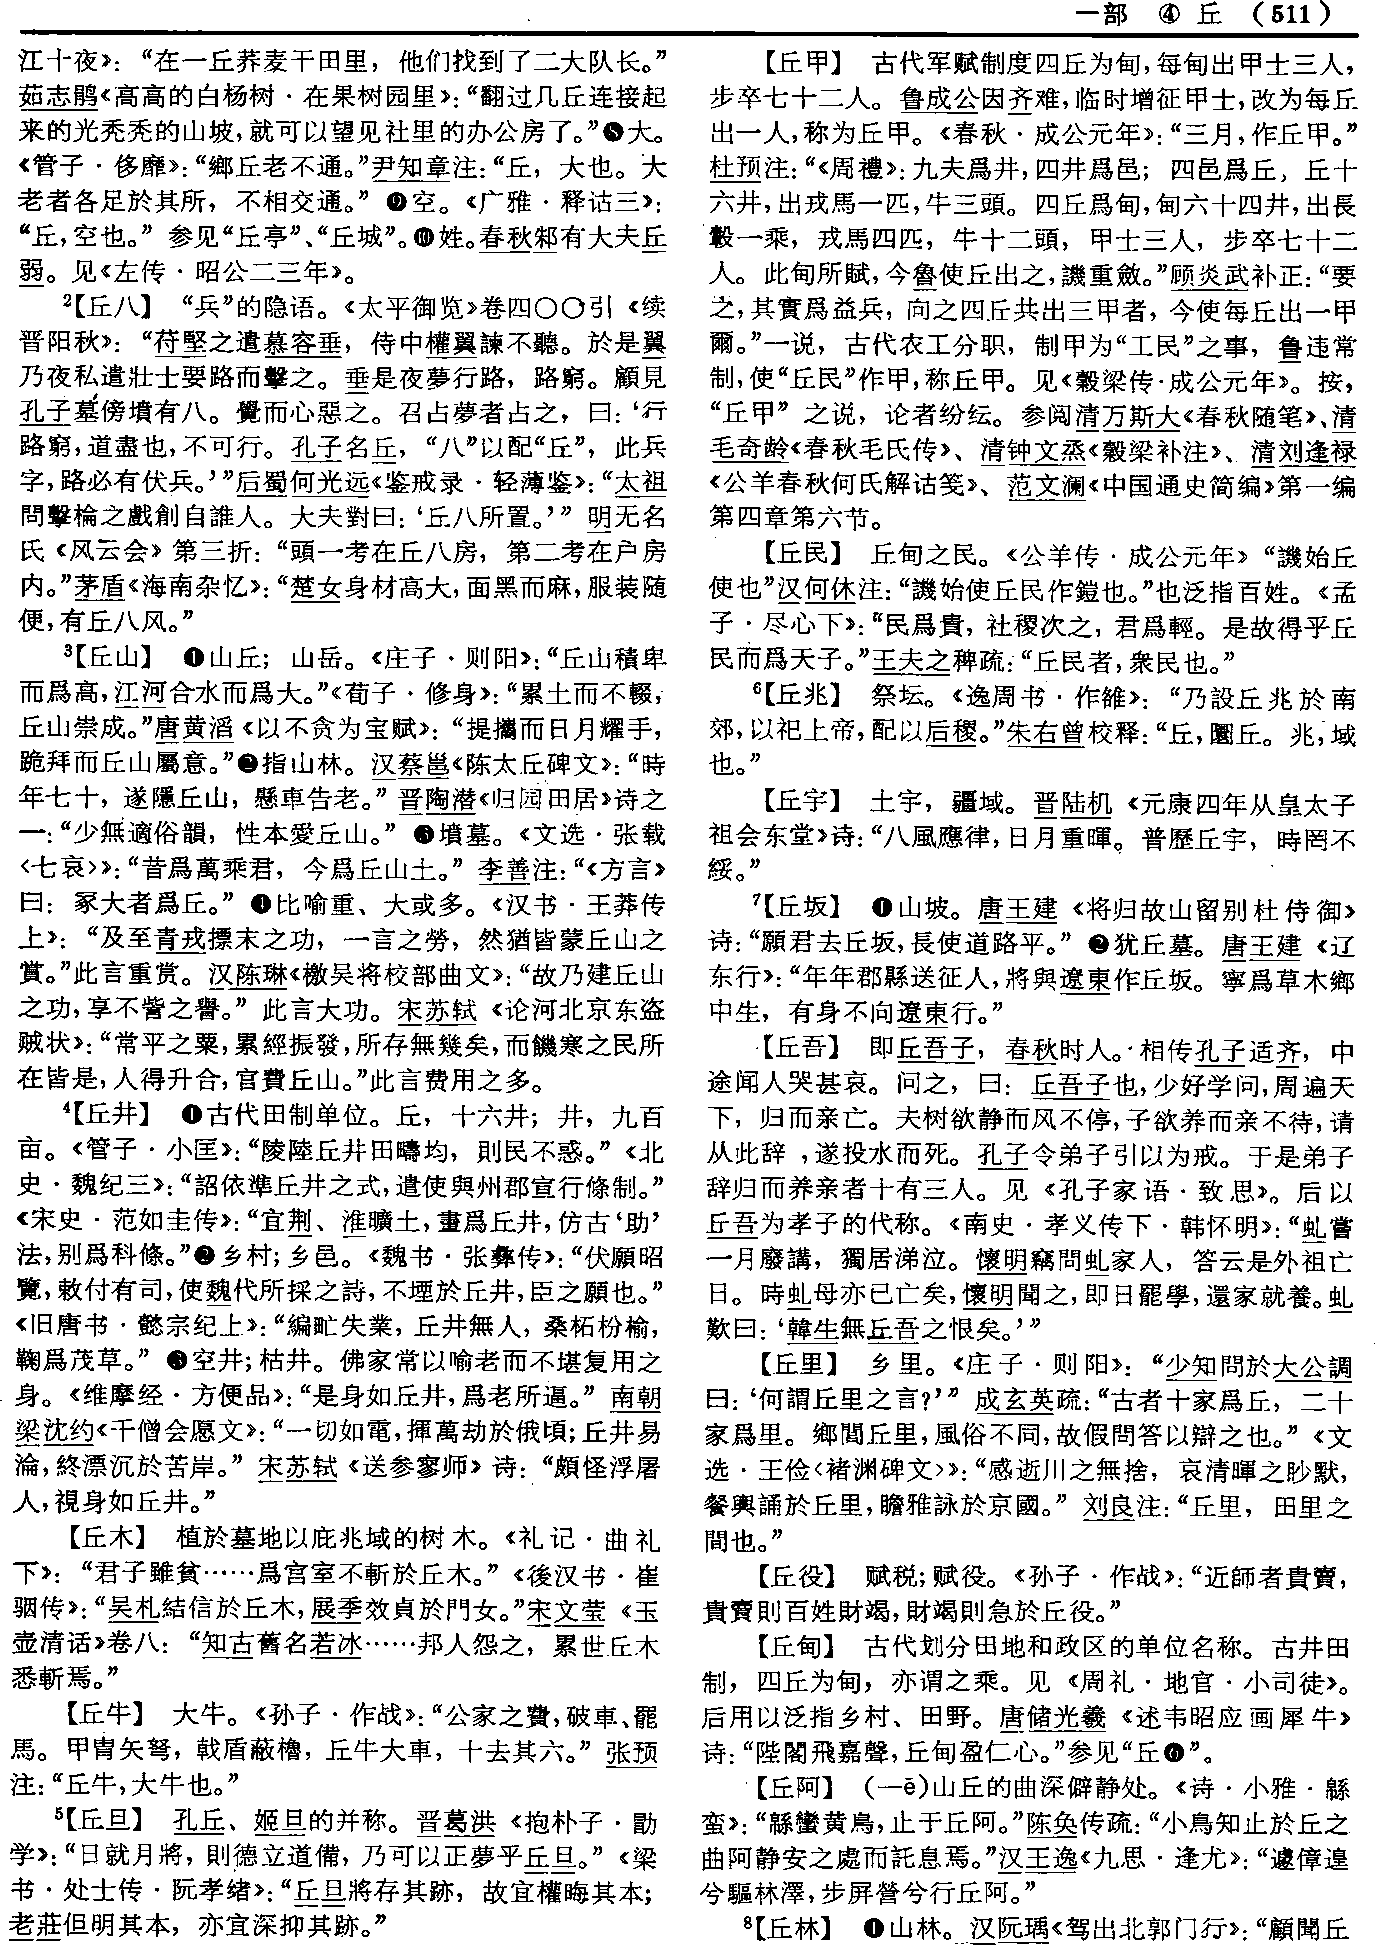 一部 ④ 丘 (511)
江十夜》：“在一丘荞麦干田里，他们找到了二大队长。”
茹志鹃《高高的白杨树·在果树园里》：“翻过几丘连接起
来的光秃秃的山坡，就可以望见社里的办公房了。”❽大。
《管子·侈靡》：“鄉丘老不通。”尹知章注：“丘，大也。大
老者各足於其所，不相交通。”❾空。《广雅·释诂三》：
“丘，空也。”参见“丘亭”、“丘城”。❿姓。春秋邾有大夫丘
弱。见《左传·昭公二三年》。
2【丘八】 “兵”的隐语。《太平御览》卷四〇〇引《续
晋阳秋》：“苻堅之遣慕容垂，侍中權翼諫不聽。於是翼
乃夜私遣壯士要路而擊之。垂是夜夢行路，路窮。顧見
孔子墓傍墳有八。覺而心惡之。召占夢者占之，曰：‘行
路窮，道盡也，不可行。孔子名丘，“八”以配“丘”，此兵
字，路必有伏兵。’”后蜀何光远《鉴戒录·轻薄鉴》：“太祖
問擊棆之戲創自誰人。大夫對曰：‘丘八所置。’”明无名
氏《风云会》第三折：“頭一考在丘八房，第二考在户房
内。”茅盾《海南杂忆》：“楚女身材高大，面黑而麻，服装随
便，有丘八风。”
3【丘山】 ❶山丘；山岳。《庄子·则阳》：“丘山積卑
而爲高，江河合水而爲大。”《荀子·修身》：“累土而不輟，
丘山崇成。”唐黄滔《以不贪为宝赋》：“提攜而日月耀手，
跪拜而丘山屬意。”❷指山林。汉蔡邕《陈太丘碑文》：“時
年七十，遂隱丘山，懸車告老。”晋陶潜《归园田居》诗之
一：“少無適俗韻，性本愛丘山。”❸墳墓。《文选·张载
〈七哀〉》：“昔爲萬乘君，今爲丘山土。”李善注：“《方言》
曰：冢大者爲丘。”❹比喻重、大或多。《汉书·王莽传
上》：“及至青戎摽末之功，一言之勞，然猶皆蒙丘山之
赏。”此言重赏。汉陈琳《檄吴将校部曲文》：“故乃建丘山
之功，享不訾之譽。”此言大功。宋苏轼《论河北京东盗
贼状》：“常平之粟，累經振發，所存無幾矣，而饑寒之民所
在皆是，人得升合，官費丘山。”此言费用之多。
4【丘井】 ❶古代田制单位。丘，十六井；井，九百
亩。《管子·小匡》：“陵陸丘井田疇均，則民不惑。”《北
史·魏纪三》：“詔依準丘井之式，遣使與州郡宣行條制。”
《宋史·范如圭传》：“宜荆、淮曠土，畫爲丘井，仿古‘助’
法，别爲科條。”❷乡村；乡邑。《魏书·张彝传》：“伏願昭
覽，敕付有司，使魏代所採之詩，不堙於丘井，臣之願也。”
《旧唐书·懿宗纪上》：“編甿失業，丘井無人，桑柘枌榆，
鞠爲茂草。”❸空井；枯井。佛家常以喻老而不堪复用之
身。《维摩经·方便品》：“是身如丘井，爲老所逼。”南朝
梁沈约《千僧会愿文》：“一切如電，揮萬劫於俄頃；丘井易
淪，終漂沉於苦岸。”宋苏轼《送参寥师》诗：“頗怪浮屠
人，視身如丘井。”
【丘木】 植於墓地以庇兆域的树木。《礼记·曲礼
下》：“君子雖貧……爲宫室不斬於丘木。”《後汉书·崔
骃传》：“吴札結信於丘木，展季效貞於門女。”宋文莹《玉
壶清话》卷八：“知古舊名若冰……邦人怨之，累世丘木
悉斬焉。”
【丘牛】 大牛。《孙子·作战》：“公家之費，破車、罷
馬。甲胄矢弩，戟盾蔽櫓，丘牛大車，十去其六。”张预
注：“丘牛，大牛也。”
5【丘旦】 孔丘、姬旦的并称。晋葛洪《抱朴子·勖
学》：“日就月將，則德立道備，乃可以正夢乎丘旦。”《梁
书·处士传·阮孝绪》：“丘旦將存其跡，故宜權晦其本；
老莊但明其本，亦宜深抑其跡。”
【丘甲】 古代军赋制度四丘为甸，每甸出甲士三人，
步卒七十二人。鲁成公因齐难，临时增征甲士，改为每丘
出一人，称为丘甲。《春秋·成公元年》：“三月，作丘甲。”
杜预注：“《周禮》：九夫爲井，四井爲邑；四邑爲丘，丘十
六井，出戎馬一匹，牛三頭。四丘爲甸，甸六十四井，出長
轂一乘，戎馬四匹，牛十二頭，甲士三人，步卒七十二
人。此甸所賦，今魯使丘出之，譏重斂。”顾炎武补正：“要
之，其實爲益兵，向之四丘共出三甲者，今使每丘出一甲
爾。”一说，古代农工分职，制甲为“工民”之事，鲁违常
制，使“丘民”作甲，称丘甲。见《穀梁传·成公元年》。按，
“丘甲”之说，论者纷纭。参阅清万斯大《春秋随笔》、清
毛奇龄《春秋毛氏传》、清钟文烝《穀梁补注》、清刘逢禄
《公羊春秋何氏解诂笺》、范文澜《中国通史简编》第一编
第四章第六节。
【丘民】 丘甸之民。《公羊传·成公元年》“譏始丘
使也”汉何休注：“譏始使丘民作鎧也。”也泛指百姓。《孟
子·尽心下》：“民爲貴，社稷次之，君爲輕。是故得乎丘
民而爲天子。”王夫之稗疏：“丘民者，衆民也。”
6【丘兆】 祭坛。《逸周书·作雒》：“乃設丘兆於南
郊，以祀上帝，配以后稷。”朱右曾校释：“丘，圜丘。兆，域
也。”
【丘宇】 土宇，疆域。晋陆机《元康四年从皇太子
祖会东堂》诗：“八風應律，日月重暉。普歷丘宇，時罔不
綏。”
7【丘坂】 ❶山坡。唐王建《将归故山留别杜侍御》
诗：“願君去丘坂，長使道路平。”❷犹丘墓。唐王建《辽
东行》：“年年郡縣送征人，將與遼東作丘坂。寧爲草木鄉
中生，有身不向遼東行。”
【丘吾】 即丘吾子，春秋时人。相传孔子适齐，中
途闻人哭甚哀。问之，曰：丘吾子也，少好学问，周遍天
下，归而亲亡。夫树欲静而风不停，子欲养而亲不待，请
从此辞，遂投水而死。孔子令弟子引以为戒。于是弟子
辞归而养亲者十有三人。见《孔子家语·致思》。后以
丘吾为孝子的代称。《南史·孝义传下·韩怀明》：“虬嘗
一月廢講，獨居涕泣。懷明竊問虬家人，答云是外祖亡
日。時虬母亦已亡矣，懷明聞之，即日罷學，還家就養。虬
歎曰：‘韓生無丘吾之恨矣。’”
【丘里】 乡里。《庄子·则阳》：“少知問於大公調
曰：‘何謂丘里之言？’”成玄英疏：“古者十家爲丘，二十
家爲里。鄉閭丘里，風俗不同，故假問答以辯之也。”《文
选·王俭〈褚渊碑文〉》：“感逝川之無捨，哀清暉之眇默，
餐輿誦於丘里，瞻雅詠於京國。”刘良注：“丘里，田里之
間也。”
【丘役】 赋税；赋役。《孙子·作战》：“近師者貴賣，
貴賣則百姓財竭，財竭則急於丘役。”
【丘甸】 古代划分田地和政区的单位名称。古井田
制，四丘为甸，亦谓之乘。见《周礼·地官·小司徒》。
后用以泛指乡村、田野。唐储光羲《述韦昭应画犀牛》
诗：“陛閣飛嘉聲，丘甸盈仁心。”参见“丘❻”。
【丘阿】 (—ē)山丘的曲深僻静处。《诗·小雅·緜
蛮》：“緜蠻黄鳥，止于丘阿。”陈奂传疏：“小鳥知止於丘之
曲阿静安之處而託息焉。”汉王逸《九思·逢尤》：“遽傽遑
兮驅林澤，步屏營兮行丘阿。”
8【丘林】 ❶山林。汉阮瑀《驾出北郭门行》：“顧聞丘